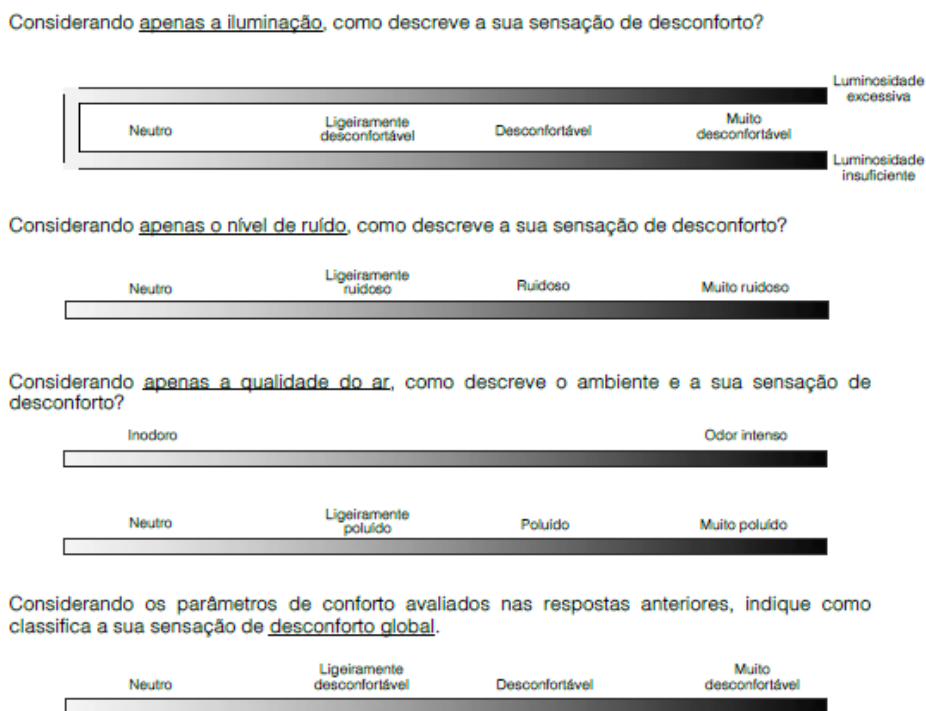 Considerando apenas a iluminação, como descreve a sua sensação de desconforto?
Luminosidade
excessiva
Neutro
Ligeiramente
desconfortável
Desconfortável
Muito
desconfortável
Luminosidade
insuficiente
Considerando apenas o nível de ruído, como descreve a sua sensação de desconforto?
Neutro
Ligeiramente
ruidoso
Ruidoso
Muito ruidoso
Considerando apenas a qualidade do ar, como descreve o ambiente e a sua sensação de
desconforto?
Inodoro
Odor intenso
Neutro
Ligeiramente
poluído
Poluído
Muito poluído
Considerando os parâmetros de conforto avaliados nas respostas anteriores, indique como
classifica a sua sensação de desconforto global.
Neutro
Ligeiramente
desconfortável
Desconfortável
Muito
desconfortável